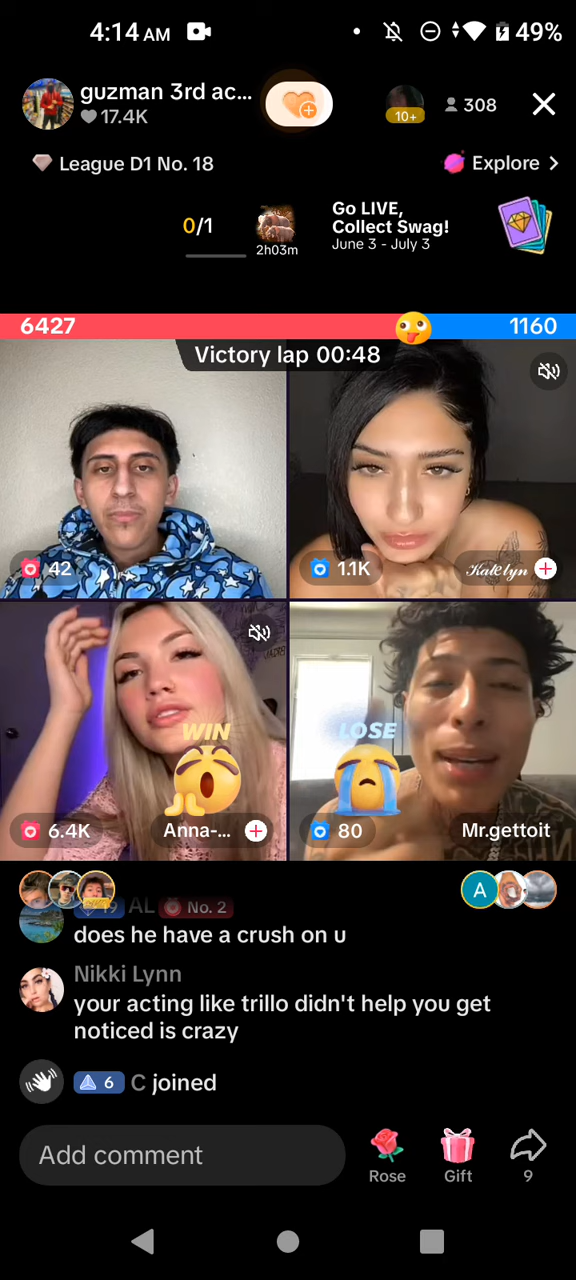 4:14 AM
49%
guzman 3rd ac...
17.4K
10+
308
League D1 No. 18
Explore >
0/1
2h03m
Go LIVE,
Collect Swag!
June 3 - July 3
6427
1160
Victory lap 00:48
42
1.1K
Katelyn
WIN
LOSE
6.4K
Anna-...
80
Mr.gettoit
A
19 AL No. 2
does he have a crush on u
Nikki Lynn
your acting like trillo didn't help you get
noticed is crazy
6 C joined
Add comment
Rose
Gift
9